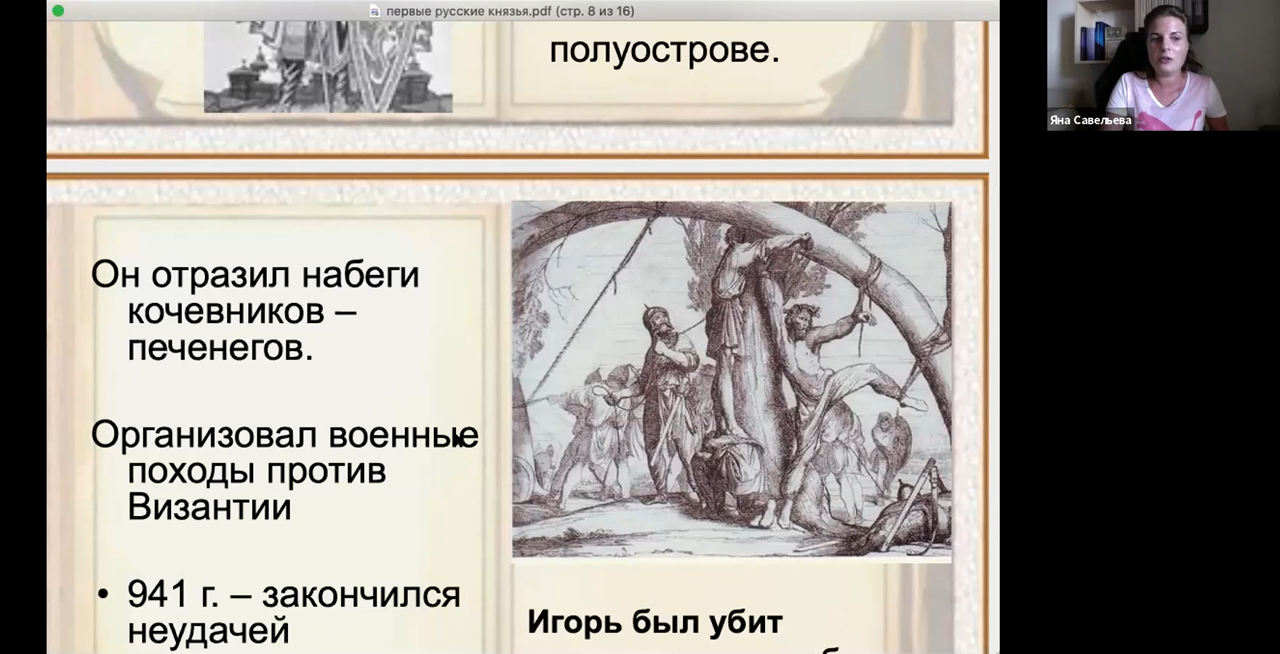 первые русские князья.pdf (стр. 8 из 16)
полуострове.
Он отразил набеги
кочевников –
печенегов.
Организовал военные
походы против
Византии
• 941 г. – закончился
неудачей
Игорь был убит
Яна Савельева